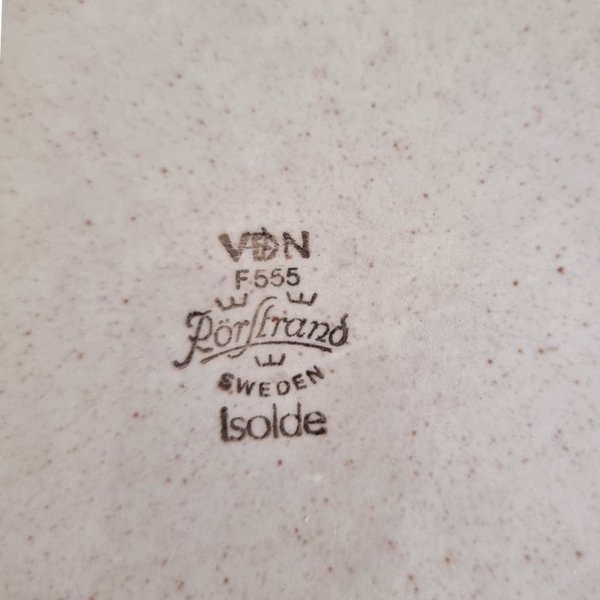 VDN
F555
Rörstrand
SWEDEN
Isolde